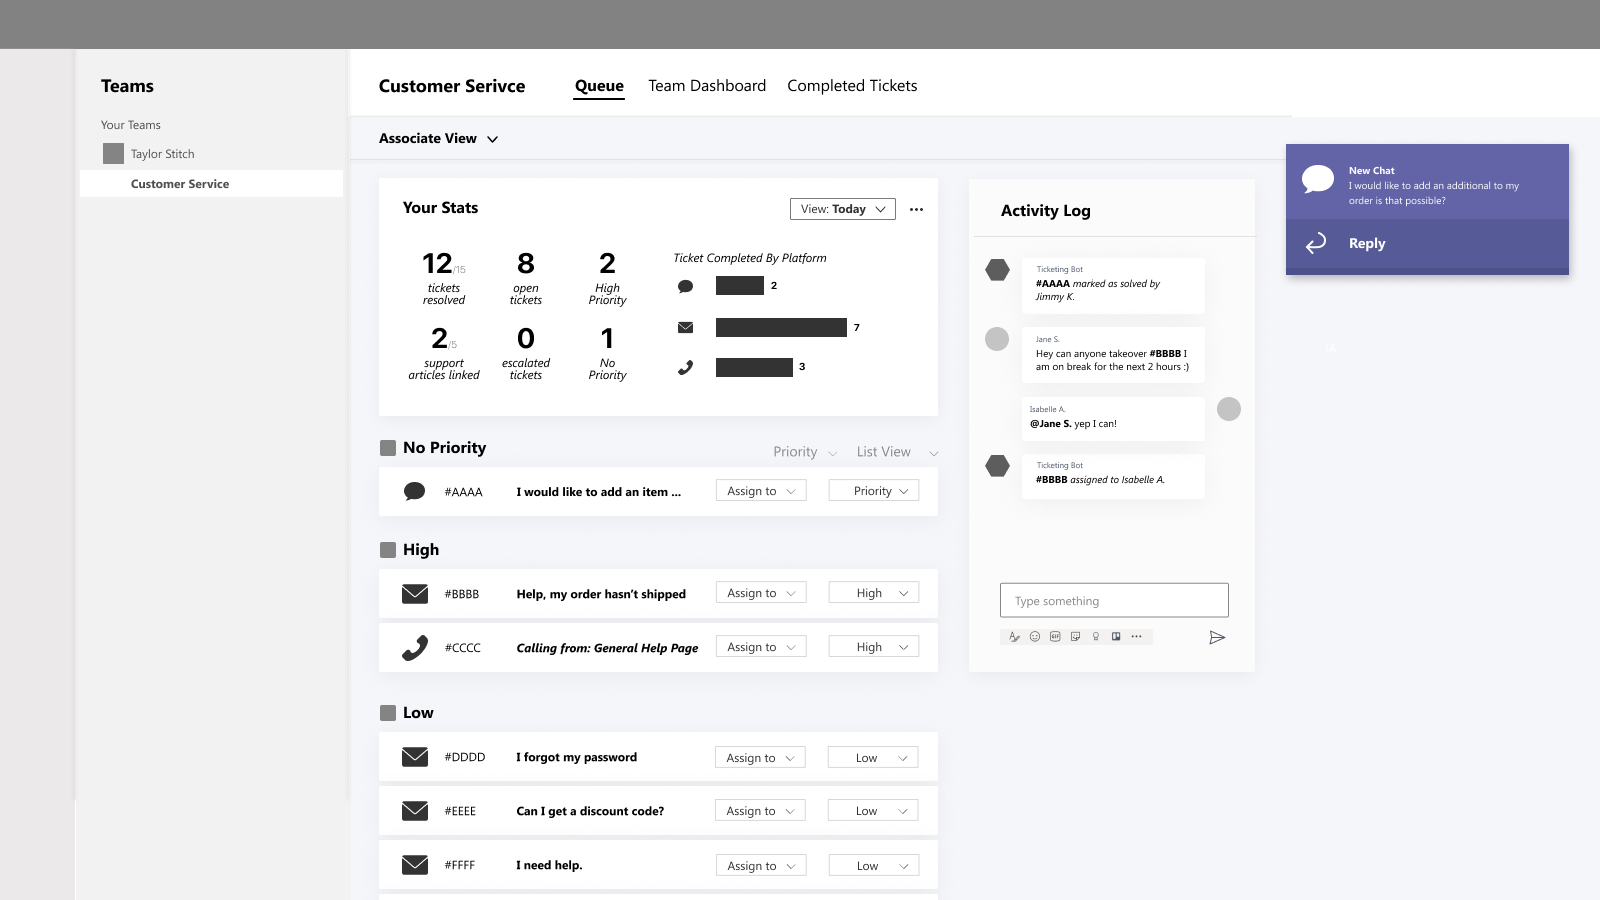 Teams
Your Teams
Taylor Stitch
Customer Service
Customer Serivce
Queue
Team Dashboard
Completed Tickets
Associate View
Your Stats
View: Today
12/15
tickets
resolved
8
open
tickets
2
High
Priority
2/5
support
articles linked
0
escalated
tickets
1
No
Priority
Ticket Completed By Platform
2
7
3
No Priority
Priority
List View
#AAAA
I would like to add an item ...
Assign to
Priority
High
#BBBB
Help, my order hasn't shipped
Assign to
High
#CCCC
Calling from: General Help Page
Assign to
High
Low
#DDDD
I forgot my password
Assign to
Low
#EEEE
Can I get a discount code?
Assign to
Low
#FFFF
I need help.
Assign to
Low
Activity Log
Ticketing Bot
#AAAA marked as solved by
Jimmy K.
Jane S.
Hey can anyone takeover #BBBB I
am on break for the next 2 hours :)
Isabelle A.
@Jane S. yep I can!
Ticketing Bot
#BBBB assigned to Isabelle A.
Type something
GIF
New Chat
I would like to add an additional to my
order is that possible?
Reply